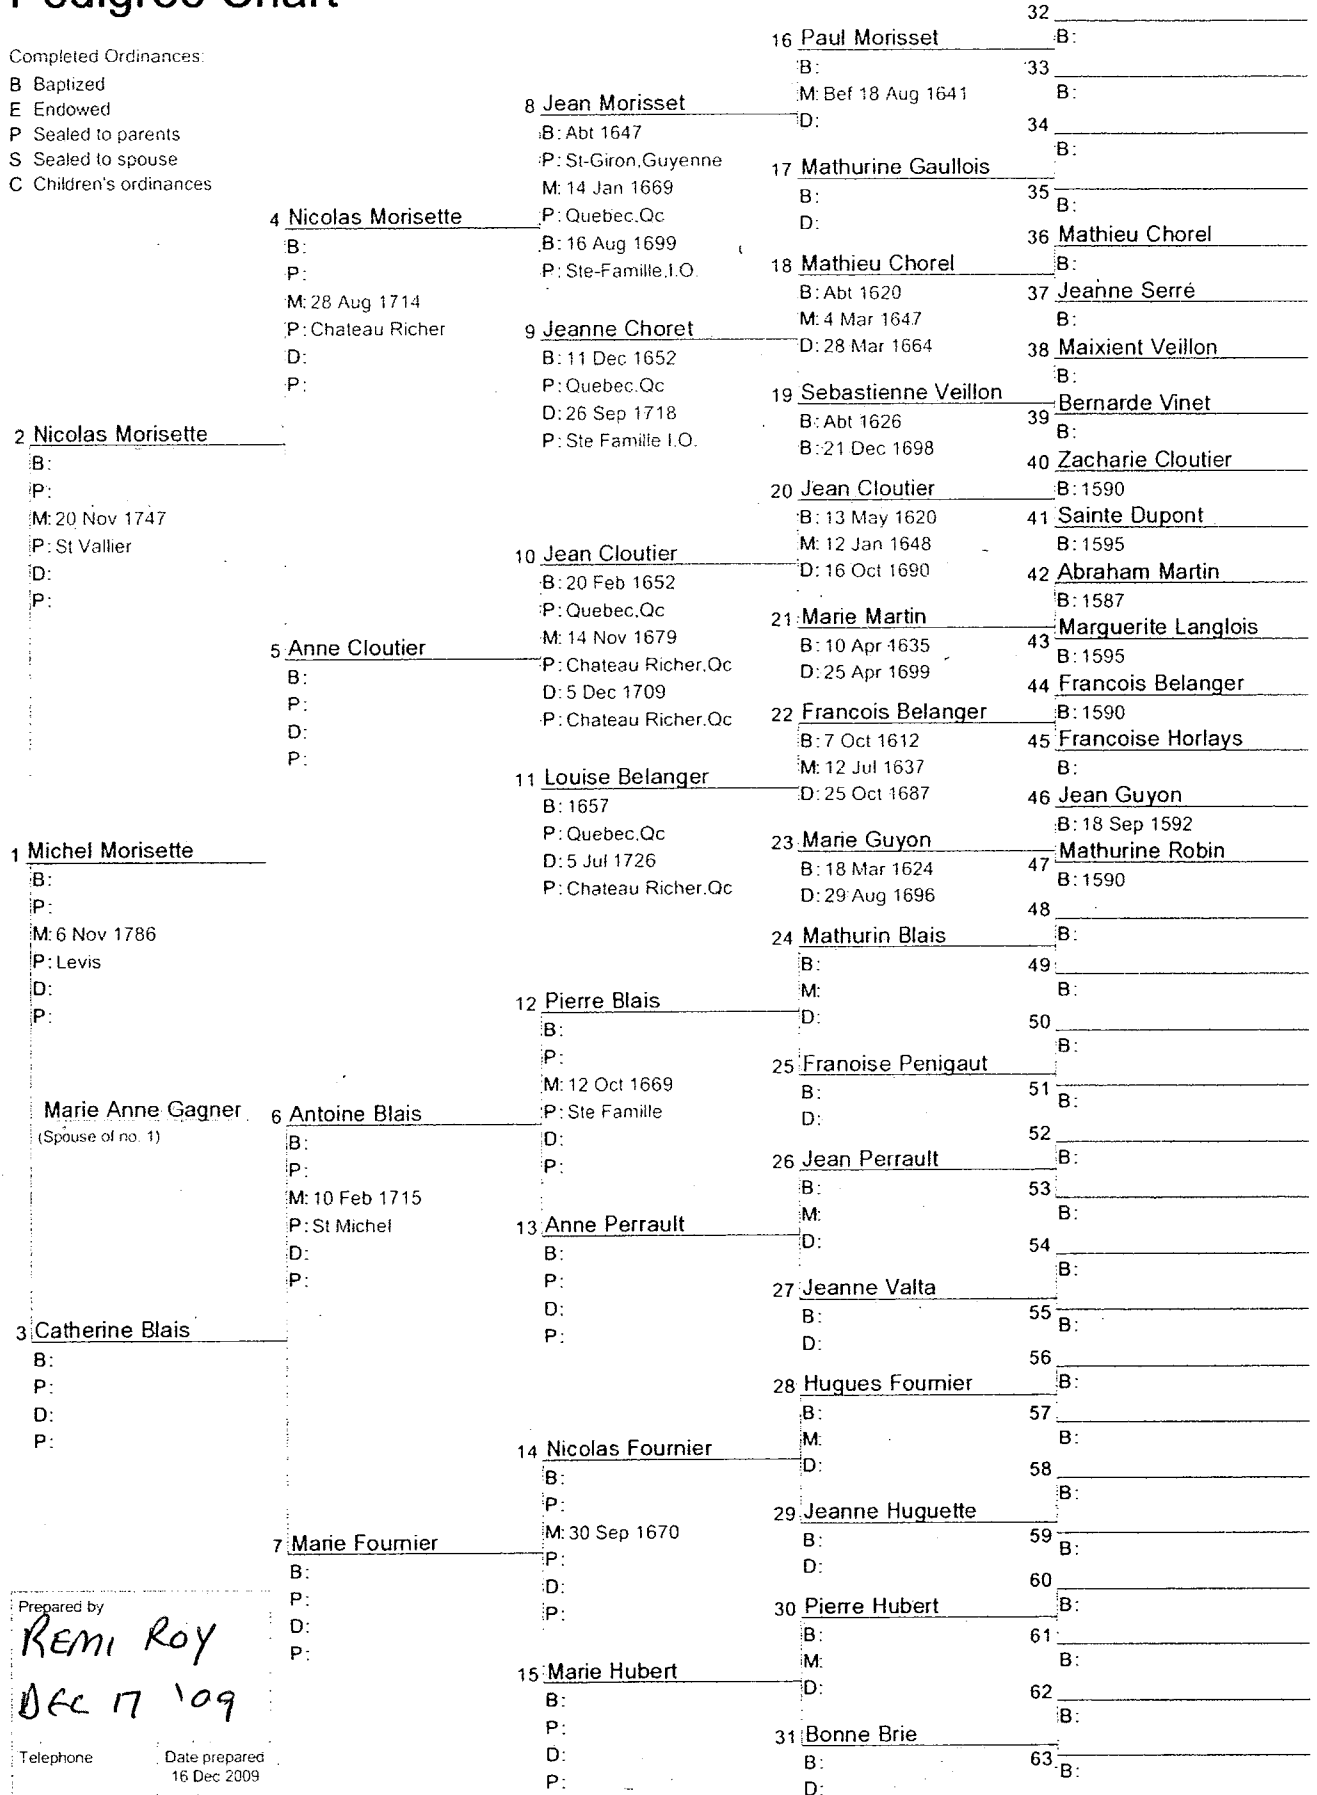 Pedigree Chart
Completed Ordinances:
B Baptized
E Endowed
P Sealed to parents
S Sealed to spouse
C Children's ordinances
2 Nicolas Morisette
B:
P:
M: 20 Nov 1747
P: St Vallier
D:
P:
1 Michel Morisette
B:
P:
M: 6 Nov 1786
P: Levis
D:
P:
Marie Anne Gagner
(Spouse of no. 1)
3 Catherine Blais
B:
P:
D:
P:
Prepared by
REMI ROY
DEC 17 '09
Telephone
Date prepared
16 Dec 2009
4 Nicolas Morisette
B:
P:
M: 28 Aug 1714
P: Chateau Richer
D:
P:
5 Anne Cloutier
B:
P:
D:
P:
6 Antoine Blais
B:
P:
M: 10 Feb 1715
P: St Michel
D:
P:
7 Marie Fournier
B:
P:
D:
P:
8 Jean Morisset
B: Abt 1647
P: St-Giron,Guyenne
M: 14 Jan 1669
P: Quebec,Qc
B: 16 Aug 1699
P: Ste-Famille,I.O.
9 Jeanne Choret
B: 11 Dec 1652
P: Quebec,Qc
D: 26 Sep 1718
P: Ste Famille I.O.
10 Jean Cloutier
B: 20 Feb 1652
P: Quebec,Qc
M: 14 Nov 1679
P: Chateau Richer,Qc
D: 5 Dec 1709
P: Chateau Richer,Qc
11 Louise Belanger
B: 1657
P: Quebec,Qc
D: 5 Jul 1726
P: Chateau Richer,Qc
12 Pierre Blais
B:
P:
M: 12 Oct 1669
P: Ste Famille
D:
P:
13 Anne Perrault
B:
P:
D:
P:
14 Nicolas Fournier
B:
P:
M: 30 Sep 1670
P:
D:
P:
15 Marie Hubert
B:
P:
D:
P:
16 Paul Morisset
B:
M: Bef 18 Aug 1641
D:
17 Mathurine Gaullois
B:
D:
18 Mathieu Chorel
B: Abt 1620
M: 4 Mar 1647
D: 28 Mar 1664
19 Sebastienne Veillon
B: Abt 1626
B: 21 Dec 1698
20 Jean Cloutier
B: 13 May 1620
M: 12 Jan 1648
D: 16 Oct 1690
21 Marie Martin
B: 10 Apr 1635
D: 25 Apr 1699
22 Francois Belanger
B: 7 Oct 1612
M: 12 Jul 1637
D: 25 Oct 1687
23 Marie Guyon
B: 18 Mar 1624
D: 29 Aug 1696
24 Mathurin Blais
B:
M:
D:
25 Franoise Penigaut
B:
D:
26 Jean Perrault
B:
M:
D:
27 Jeanne Valta
B:
D:
28 Hugues Fournier
B:
M:
D:
29 Jeanne Huguette
B:
D:
30 Pierre Hubert
B:
M:
D:
31 Bonne Brie
B:
D:
32
B:
33
B:
34
B:
35
B:
36 Mathieu Chorel
B:
37 Jeanne Serré
B:
38 Maixient Veillon
B:
39 Bernarde Vinet
B:
40 Zacharie Cloutier
B: 1590
41 Sainte Dupont
B: 1595
42 Abraham Martin
B: 1587
43 Marguerite Langlois
B: 1595
44 Francois Belanger
B: 1590
45 Francoise Horlays
B:
46 Jean Guyon
B: 18 Sep 1592
47 Mathurine Robin
B: 1590
48
B:
49
B:
50
B:
51
B:
52
B:
53
B:
54
B:
55
B:
56
B:
57
B:
58
B:
59
B:
60
B:
61
B:
62
B:
63
B: